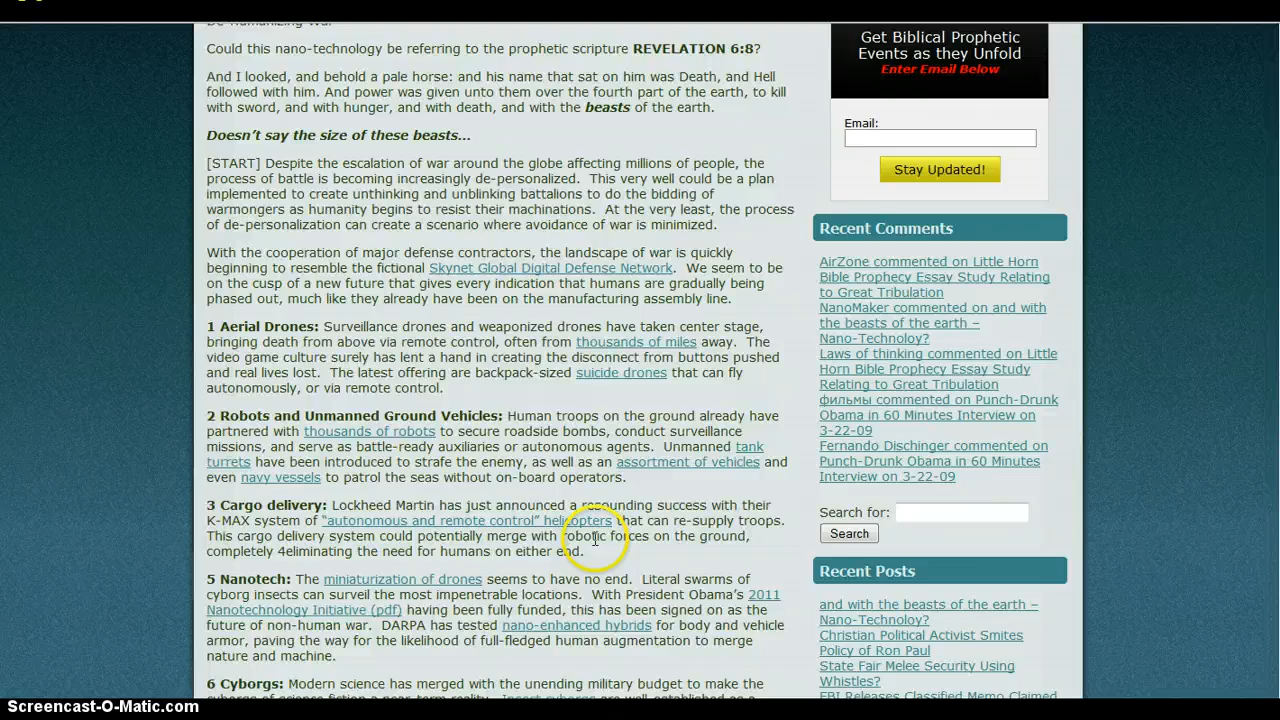 Could this nano-technology be referring to the prophetic scripture REVELATION 6:8?
And I looked, and behold a pale horse: and his name that sat on him was Death, and Hell
followed with him. And power was given unto them over the fourth part of the earth, to kill
with sword, and with hunger, and with death, and with the beasts of the earth.
Doesn't say the size of these beasts...
[START] Despite the escalation of war around the globe affecting millions of people, the
process of battle is becoming increasingly de-personalized.  This very well could be a plan
implemented to create unthinking and unblinking battalions to do the bidding of
warmongers as humanity begins to resist their machinations.  At the very least, the process
of de-personalization can create a scenario where avoidance of war is minimized.
With the cooperation of major defense contractors, the landscape of war is quickly
beginning to resemble the fictional Skynet Global Digital Defense Network.  We seem to be
on the cusp of a new future that gives every indication that humans are gradually being
phased out, much like they already have been on the manufacturing assembly line.
1 Aerial Drones: Surveillance drones and weaponized drones have taken center stage,
bringing death from above via remote control, often from thousands of miles away.  The
video game culture surely has lent a hand in creating the disconnect from buttons pushed
and real lives lost.  The latest offering are backpack-sized suicide drones that can fly
autonomously, or via remote control.
2 Robots and Unmanned Ground Vehicles: Human troops on the ground already have
partnered with thousands of robots to secure roadside bombs, conduct surveillance
missions, and serve as battle-ready auxiliaries or autonomous agents.  Unmanned tank
turrets have been introduced to strafe the enemy, as well as an assortment of vehicles and
even navy vessels to patrol the seas without on-board operators.
3 Cargo delivery: Lockheed Martin has just announced a resounding success with their
K-MAX system of "autonomous and remote control" helicopters that can re-supply troops.
This cargo delivery system could potentially merge with robotic forces on the ground,
completely 4eliminating the need for humans on either end.
5 Nanotech: The miniaturization of drones seems to have no end.  Literal swarms of
cyborg insects can surveil the most impenetrable locations.  With President Obama's 2011
Nanotechnology Initiative (pdf) having been fully funded, this has been signed on as the
future of non-human war.  DARPA has tested nano-enhanced hybrids for body and vehicle
armor, paving the way for the likelihood of full-fledged human augmentation to merge
nature and machine.
6 Cyborgs: Modern science has merged with the unending military budget to make the
Get Biblical Prophetic
Events as they Unfold
Enter Email Below
Email:
Stay Updated!
Recent Comments
AirZone commented on Little Horn
Bible Prophecy Essay Study Relating
to Great Tribulation
NanoMaker commented on and with
the beasts of the earth –
Nano-Technoloy?
Laws of thinking commented on Little
Horn Bible Prophecy Essay Study
Relating to Great Tribulation
фильмы commented on Punch-Drunk
Obama in 60 Minutes Interview on
3-22-09
Fernando Dischinger commented on
Punch-Drunk Obama in 60 Minutes
Interview on 3-22-09
Search for:
Search
Recent Posts
and with the beasts of the earth –
Nano-Technoloy?
Christian Political Activist Smites
Policy of Ron Paul
State Fair Melee Security Using
Whistles?
FBI Releases Classified Memo Claimed
Screencast-O-Matic.com